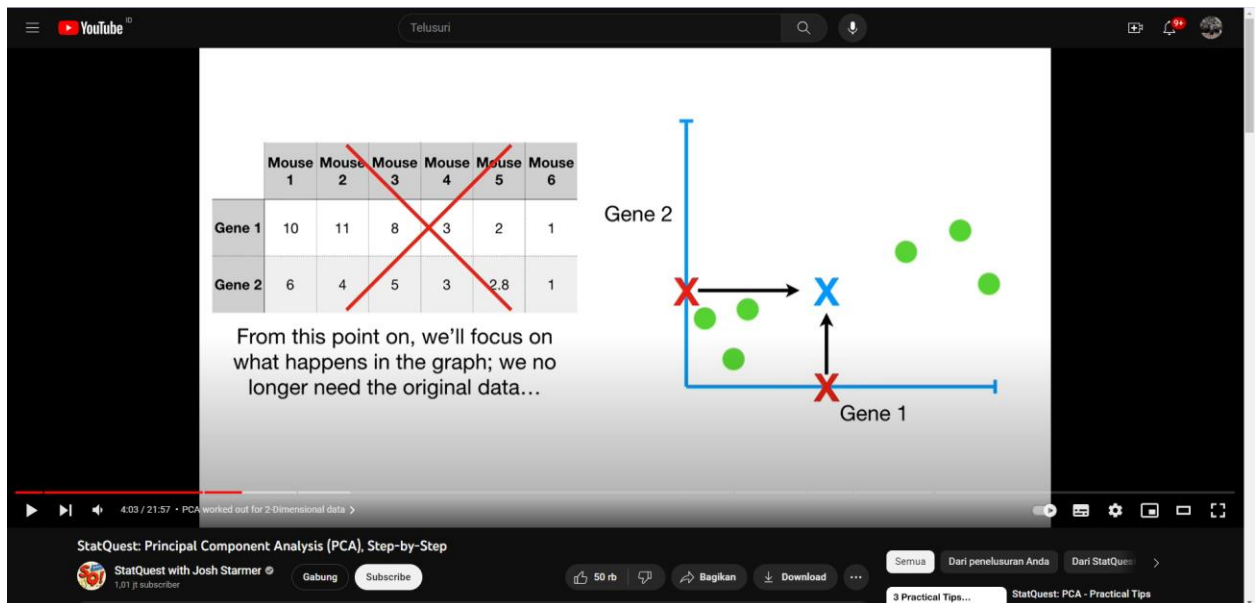 YouTube ID
Telusuri
9+
Mouse 1 Mouse 2 Mouse 3 Mouse 4 Mouse 5 Mouse 6
Gene 1 10 11 8 3 2 1
Gene 2 6 4 5 3 2.8 1
From this point on, we'll focus on
what happens in the graph; we no
longer need the original data…
Gene 2
X
X
X
Gene 1
4:03 / 21:57 • PCA worked out for 2-Dimensional data >
StatQuest: Principal Component Analysis (PCA), Step-by-Step
SQ!
StatQuest with Josh Starmer
1,01 jt subscriber
Gabung
Subscribe
50 rb
Bagikan
Download
...
Semua
Dari penelusuran Anda
Dari StatQues
3 Practical Tips...
StatQuest: PCA - Practical Tips